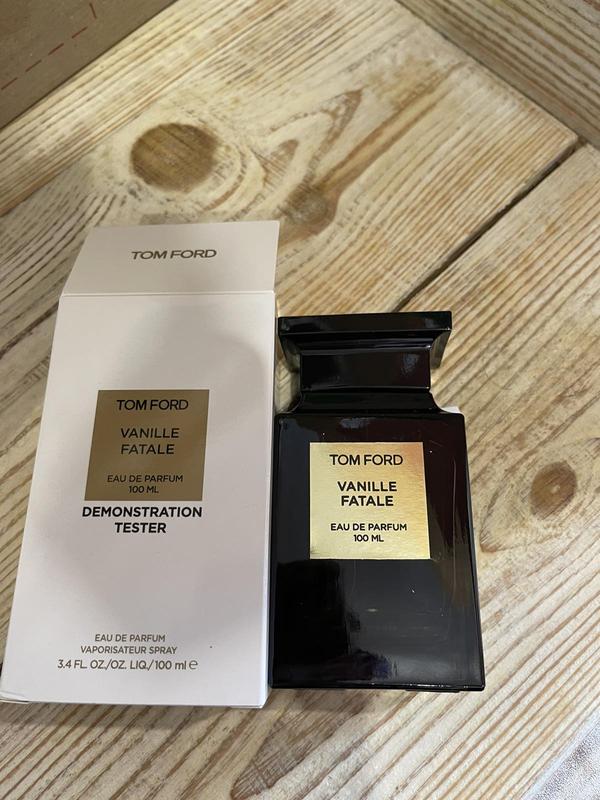 TOM FORD
TOM FORD
VANILLE
FATALE
EAU DE PARFUM
100 ML
DEMONSTRATION
TESTER
EAU DE PARFUM
VAPORISATEUR SPRAY
3.4 FL. OZ./OZ. LIQ./100 ml ℮
TOM FORD
VANILLE
FATALE
EAU DE PARFUM
100 ML